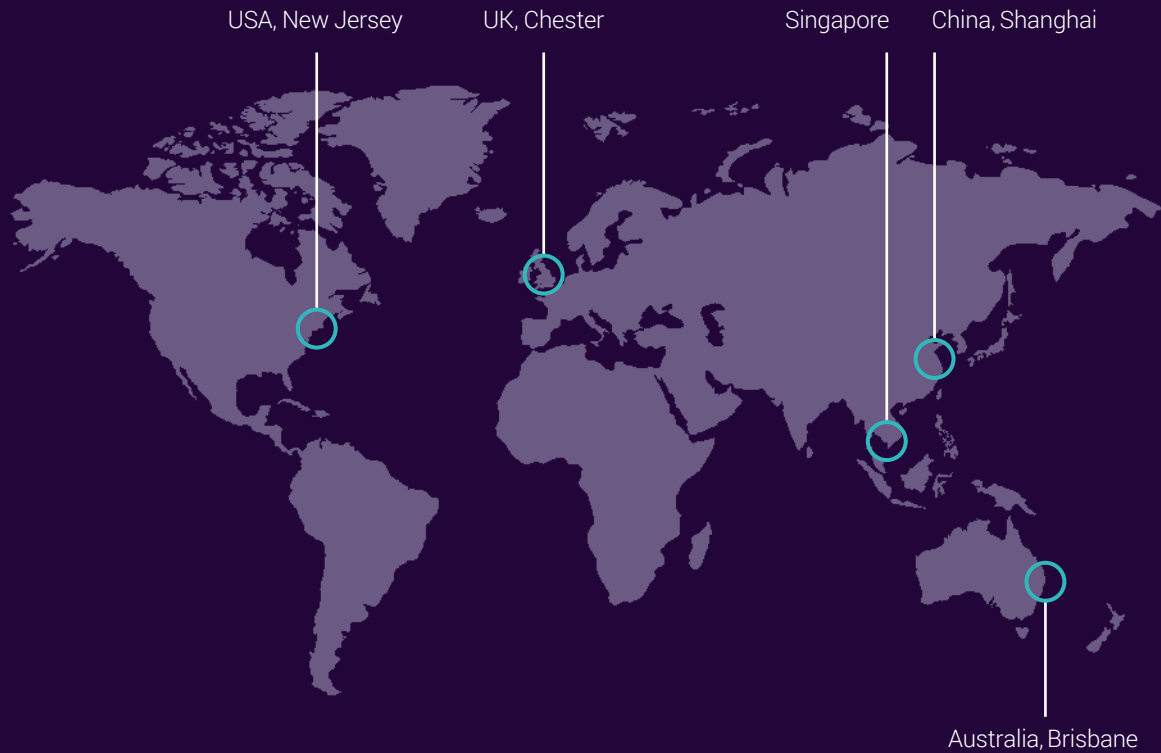 USA, New Jersey
UK, Chester
Singapore
China, Shanghai
Australia, Brisbane